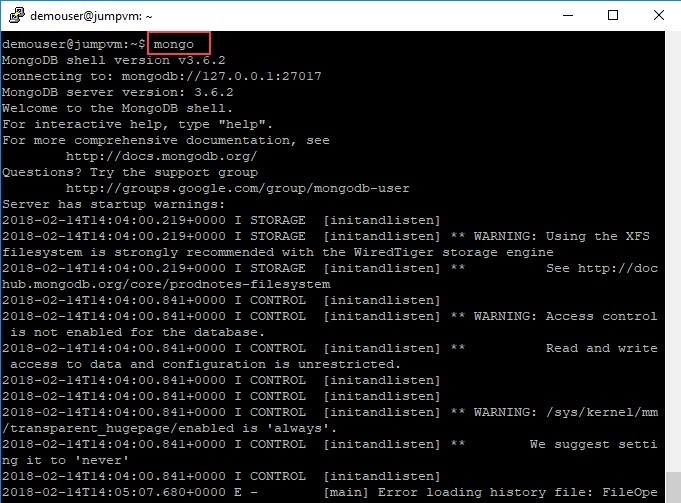 demouser@jumpvm: ~
demouser@jumpvm:~$ mongo
MongoDB shell version v3.6.2
connecting to: mongodb://127.0.0.1:27017
MongoDB server version: 3.6.2
Welcome to the MongoDB shell.
For interactive help, type "help".
For more comprehensive documentation, see
        http://docs.mongodb.org/
Questions? Try the support group
        http://groups.google.com/group/mongodb-user
Server has startup warnings:
2018-02-14T14:04:00.219+0000 I STORAGE  [initandlisten]
2018-02-14T14:04:00.219+0000 I STORAGE  [initandlisten] ** WARNING: Using the XFS
filesystem is strongly recommended with the WiredTiger storage engine
2018-02-14T14:04:00.219+0000 I STORAGE  [initandlisten] **          See http://doc
hub.mongodb.org/core/prodnotes-filesystem
2018-02-14T14:04:00.841+0000 I CONTROL  [initandlisten]
2018-02-14T14:04:00.841+0000 I CONTROL  [initandlisten] ** WARNING: Access control
 is not enabled for the database.
2018-02-14T14:04:00.841+0000 I CONTROL  [initandlisten] **          Read and write
 access to data and configuration is unrestricted.
2018-02-14T14:04:00.841+0000 I CONTROL  [initandlisten]
2018-02-14T14:04:00.841+0000 I CONTROL  [initandlisten]
2018-02-14T14:04:00.841+0000 I CONTROL  [initandlisten] ** WARNING: /sys/kernel/mm
/transparent_hugepage/enabled is 'always'.
2018-02-14T14:04:00.841+0000 I CONTROL  [initandlisten] **        We suggest setti
ng it to 'never'
2018-02-14T14:04:00.841+0000 I CONTROL  [initandlisten]
2018-02-14T14:05:07.680+0000 E -        [main] Error loading history file: FileOpe